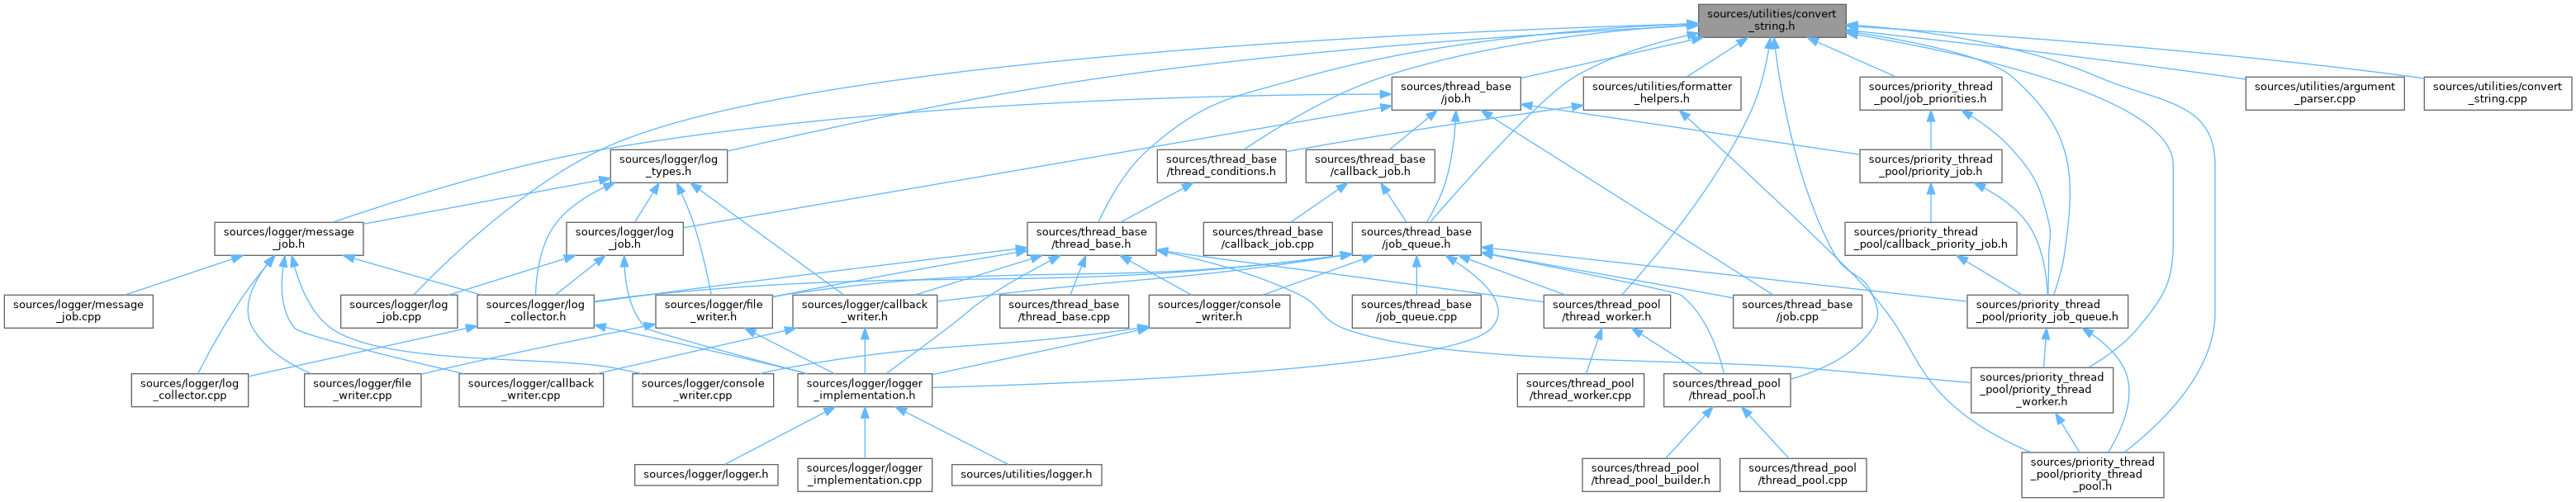 sources/utilities/convert
_string.h
sources/thread_base
/job.h
sources/utilities/formatter
_helpers.h
sources/priority_thread
_pool/job_priorities.h
sources/utilities/argument
_parser.cpp
sources/utilities/convert
_string.cpp
sources/logger/log
_types.h
sources/thread_base
/thread_conditions.h
sources/thread_base
/callback_job.h
sources/priority_thread
_pool/priority_job.h
sources/logger/message
_job.h
sources/logger/log
_job.h
sources/thread_base
/thread_base.h
sources/thread_base
/callback_job.cpp
sources/thread_base
/job_queue.h
sources/priority_thread
_pool/callback_priority_job.h
sources/logger/message
_job.cpp
sources/logger/log
_job.cpp
sources/logger/log
_collector.h
sources/logger/file
_writer.h
sources/logger/callback
_writer.h
sources/thread_base
/thread_base.cpp
sources/logger/console
_writer.h
sources/thread_base
/job_queue.cpp
sources/thread_pool
/thread_worker.h
sources/thread_base
/job.cpp
sources/priority_thread
_pool/priority_job_queue.h
sources/logger/log
_collector.cpp
sources/logger/file
_writer.cpp
sources/logger/callback
_writer.cpp
sources/logger/console
_writer.cpp
sources/logger/logger
_implementation.h
sources/thread_pool
/thread_worker.cpp
sources/thread_pool
/thread_pool.h
sources/priority_thread
_pool/priority_thread
_worker.h
sources/logger/logger.h
sources/logger/logger
_implementation.cpp
sources/utilities/logger.h
sources/thread_pool
/thread_pool_builder.h
sources/thread_pool
/thread_pool.cpp
sources/priority_thread
_pool/priority_thread
_pool.h